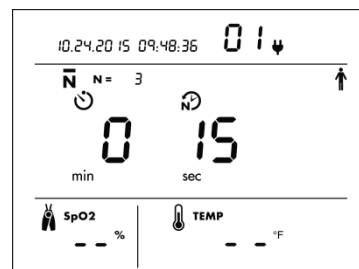 10.24.2015 09:48:36 01
N N = 3
N
0 15
min sec
SpO2 TEMP
-- % -- °F